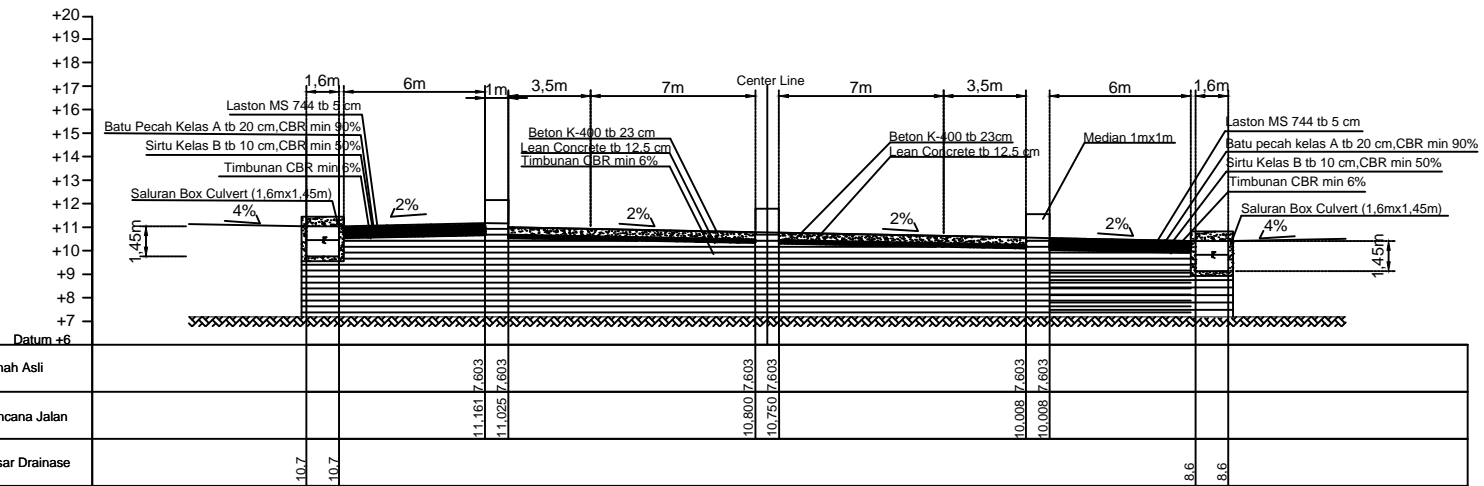 +20
+19
+18
+17
+16
+15
+14
+13
+12
+11
+10
+9
+8
+7
Datum +6
1,6m
6m
1m
3,5m
7m
Center Line
7m
3,5m
6m
1,6m
Laston MS 744 tb 5 cm
Batu Pecah Kelas A tb 20 cm,CBR min 90%
Sirtu Kelas B tb 10 cm,CBR min 50%
Timbunan CBR min 6%
Saluran Box Culvert (1,6mx1,45m)
Beton K-400 tb 23 cm
Lean Concrete tb 12.5 cm
Timbunan CBR min 6%
Beton K-400 tb 23cm
Lean Concrete tb 12,5 cm
Median 1mx1m
Laston MS 744 tb 5 cm
Batu pecah kelas A tb 20 cm,CBR min 90%
Sirtu Kelas B tb 10 cm,CBR min 50%
Timbunan CBR min 6%
Saluran Box Culvert (1,6mx1,45m)
4%
2%
2%
2%
2%
4%
1,45m
1,45m
nah Asli
7,603
7,603
7,603
7,603
7,603
7,603
ncana Jalan
11,161
11,025
10,800
10,750
10,008
10,008
sar Drainase
10,7
10,7
8,6
8,6